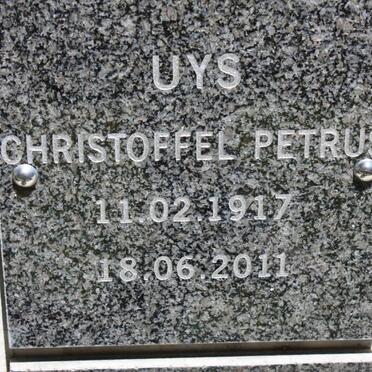 UYS
CHRISTOFFEL PETRUS
11.02.1917
18.06.2011